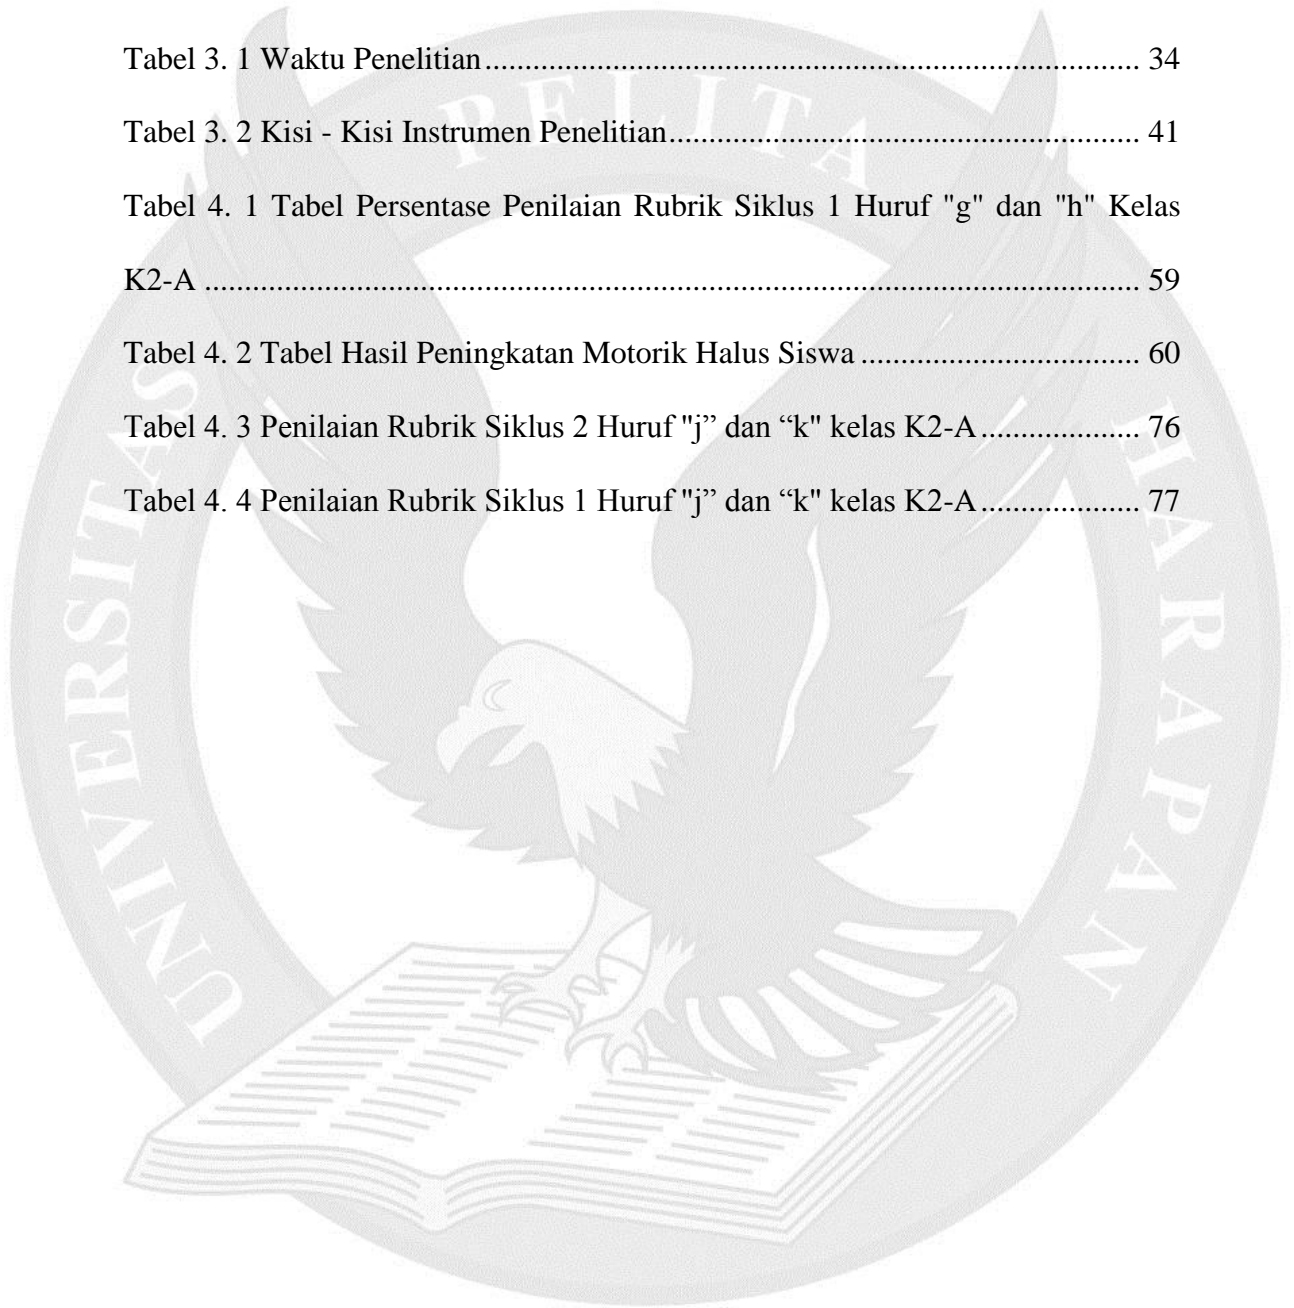 Tabel 3. 1 Waktu Penelitian.................................................................................. 34
Tabel 3. 2 Kisi - Kisi Instrumen Penelitian........................................................... 41
Tabel 4. 1 Tabel Persentase Penilaian Rubrik Siklus 1 Huruf "g" dan "h" Kelas
K2-A ..................................................................................................................... 59
Tabel 4. 2 Tabel Hasil Peningkatan Motorik Halus Siswa ................................... 60
Tabel 4. 3 Penilaian Rubrik Siklus 2 Huruf "j” dan “k" kelas K2-A.................... 76
Tabel 4. 4 Penilaian Rubrik Siklus 1 Huruf "j” dan “k" kelas K2-A.................... 77
UNIVERSITAS PELITA HARAPAN